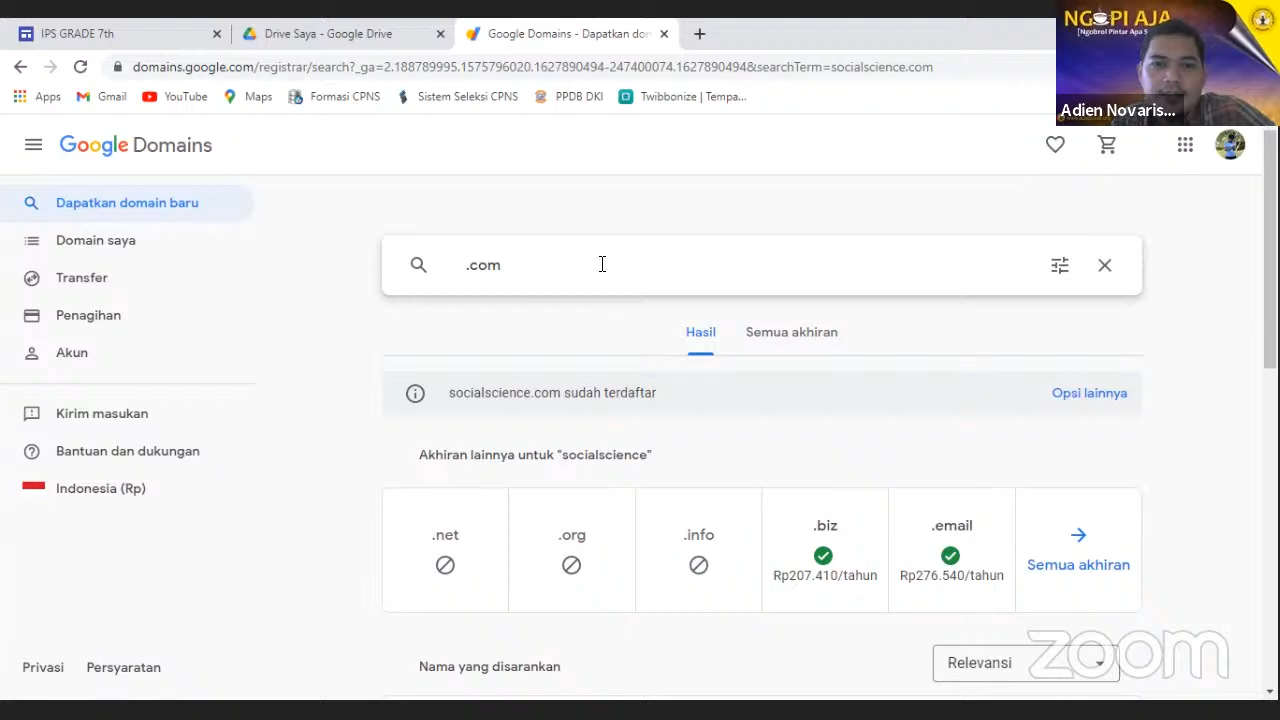 IPS GRADE 7th
Drive Saya - Google Drive
Google Domains - Dapatkan dom
domains.google.com/registrar/search?_ga=2.188789995.1575796020.1627890494-247400074.1627890494&searchTerm=socialscience.com
Apps
Gmail
YouTube
Maps
Formasi CPNS
Sistem Seleksi CPNS
PPDB DKI
Twibbonize | Tempa...
NGOPI AJA
[Ngobrol Pintar Apa S
Adien Novaris...
Google Domains
Dapatkan domain baru
Domain saya
Transfer
Penagihan
Akun
Kirim masukan
Bantuan dan dukungan
Indonesia (Rp)
Privasi
Persyaratan
.com
Hasil
Semua akhiran
socialscience.com sudah terdaftar
Opsi lainnya
Akhiran lainnya untuk "socialscience"
.net
.org
.info
.biz
Rp207.410/tahun
.email
Rp276.540/tahun
Semua akhiran
Nama yang disarankan
Relevansi
zoom